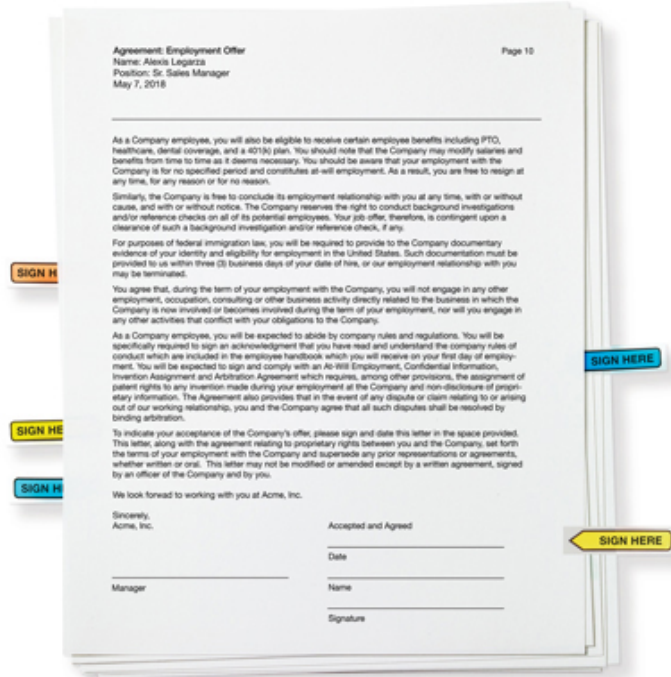 Agreement: Employment Offer
Page 10
Name: Alexis Legarza
Position: Sr. Sales Manager
May 7, 2018
As a Company employee, you will also be eligible to receive certain employee benefits including PTO,
healthcare, dental coverage, and a 401(k) plan. You should note that the Company may modify salaries and
benefits from time to time as it deems necessary. You should be aware that your employment with the
Company is for no specified period and constitutes at-will employment. As a result, you are free to resign at
any time, for any reason or for no reason.
Similarly, the Company is free to conclude its employment relationship with you at any time, with or without
cause, and with or without notice. The Company reserves the right to conduct background investigations
and/or reference checks on all of its potential employees. Your job offer, therefore, is contingent upon a
clearance of such a background investigation and/or reference check, if any.
For purposes of federal immigration law, you will be required to provide to the Company documentary
evidence of your identity and eligibility for employment in the United States. Such documentation must be
provided to us within three (3) business days of your date of hire, or our employment relationship with you
may be terminated.
You agree that, during the term of your employment with the Company, you will not engage in any other
employment, occupation, consulting or other business activity directly related to the business in which the
Company is now involved or becomes involved during the term of your employment, nor will you engage in
any other activities that conflict with your obligations to the Company.
As a Company employee, you will be expected to abide by company rules and regulations. You will be
specifically required to sign an acknowledgment that you have read and understand the company rules of
conduct which are included in the employee handbook which you will receive on your first day of employ-
ment. You will be expected to sign and comply with an At-Will Employment, Confidential Information,
Invention Assignment and Arbitration Agreement which requires, among other provisions, the assignment of
patent rights to any invention made during your employment at the Company and non-disclosure of propri-
etary information. The Agreement also provides that in the event of any dispute or claim relating to or arising
out of our working relationship, you and the Company agree that all such disputes shall be resolved by
binding arbitration.
To indicate your acceptance of the Company's offer, please sign and date this letter in the space provided.
This letter, along with the agreement relating to proprietary rights between you and the Company, set forth
the terms of your employment with the Company and supersede any prior representations or agreements,
whether written or oral. This letter may not be modified or amended except by a written agreement, signed
by an officer of the Company and by you.
We look forwad to working with you at Acme, Inc.
Sincerely,
Acme, Inc.
Accepted and Agreed
Date
Manager
Name
Signature
SIGN H
SIGN HE
SIGN H
SIGN HERE
SIGN HERE